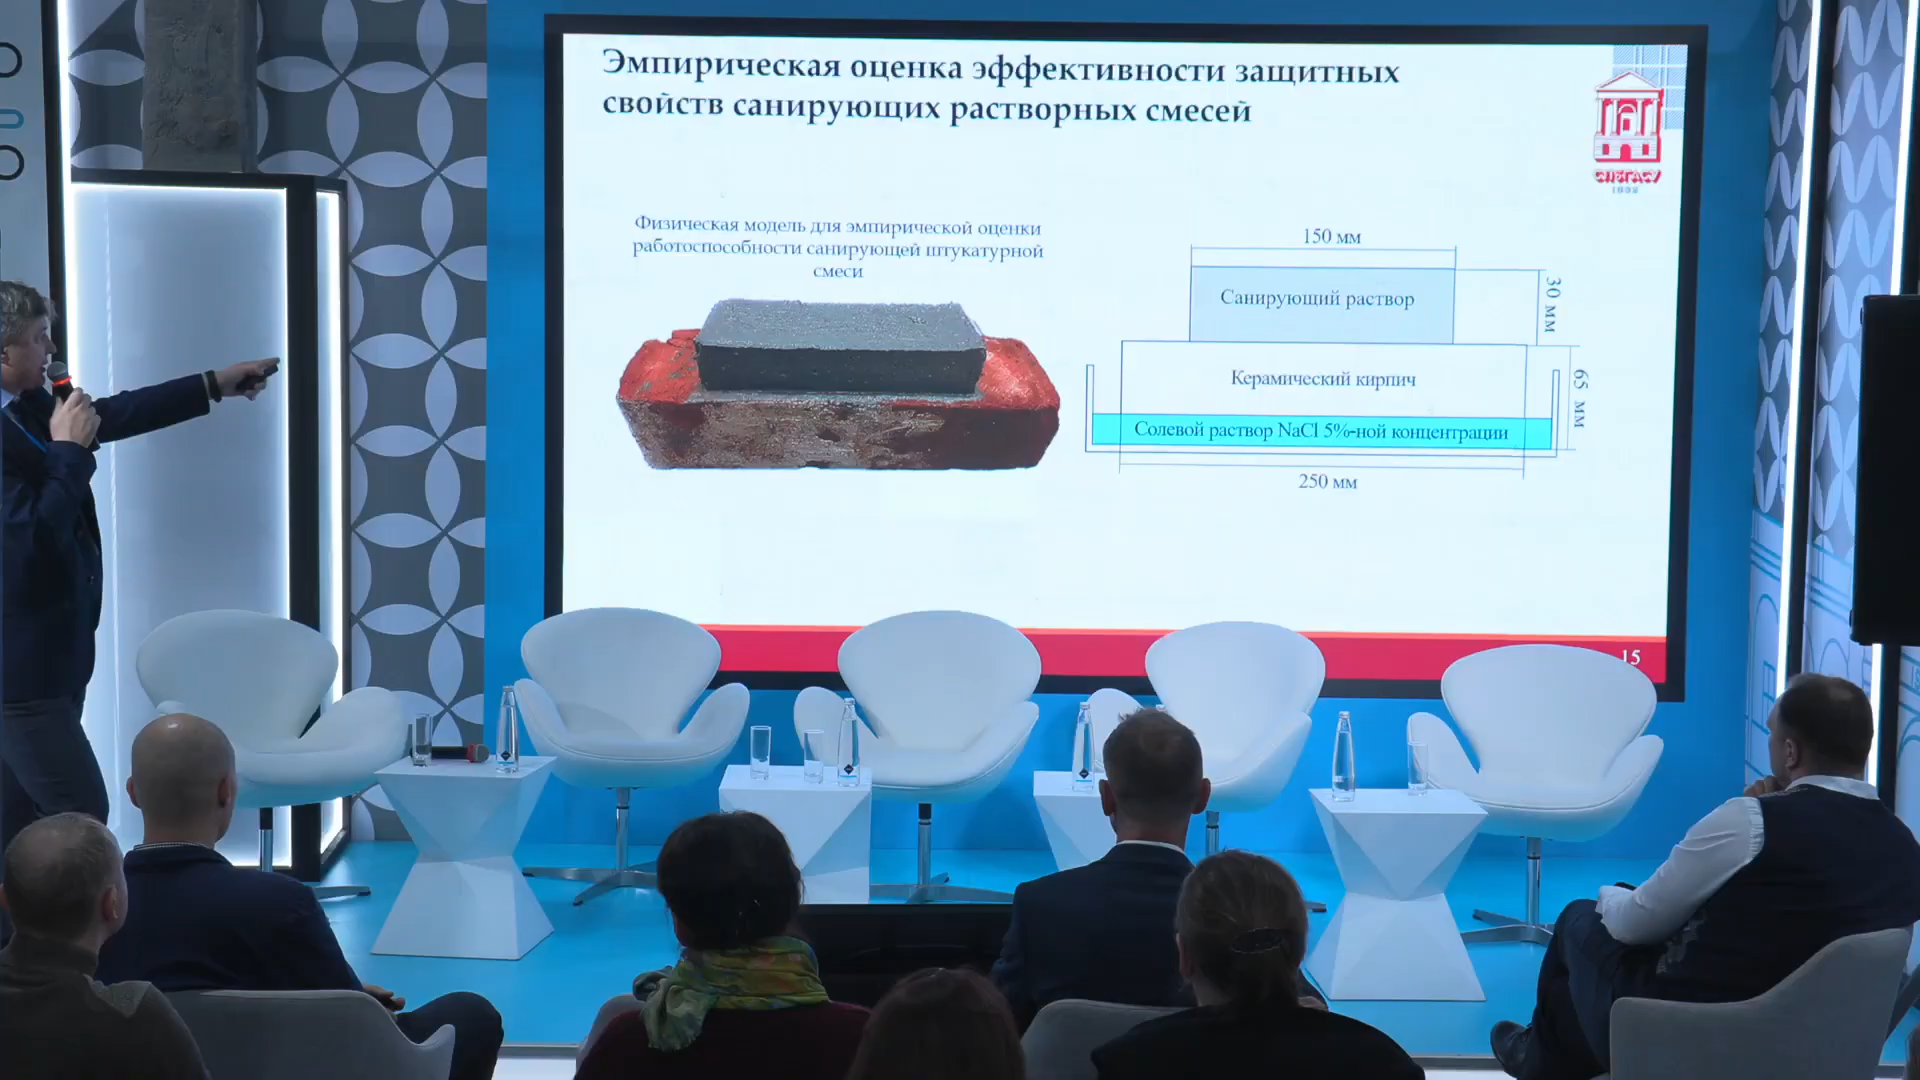 Эмпирическая оценка эффективности защитных
свойств санирующих растворных смесей
СПбГАСУ
Физическая модель для эмпирической оценки
работоспособности санирующей штукатурной
смеси
150 мм
Санирующий раствор
30 мм
Керамический кирпич
65 мм
Солевой раствор NaCl 5%-ной концентрации
250 мм
15